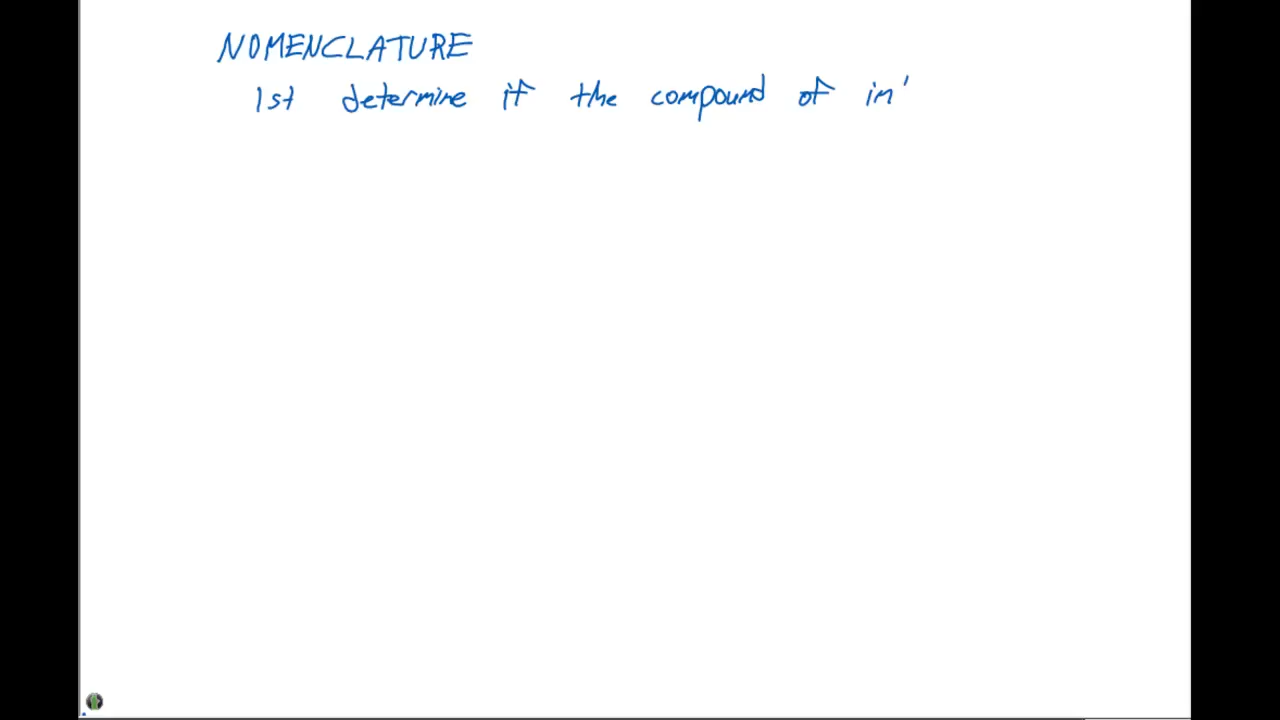 NOMENCLATURE
1st determine if the compound of in'